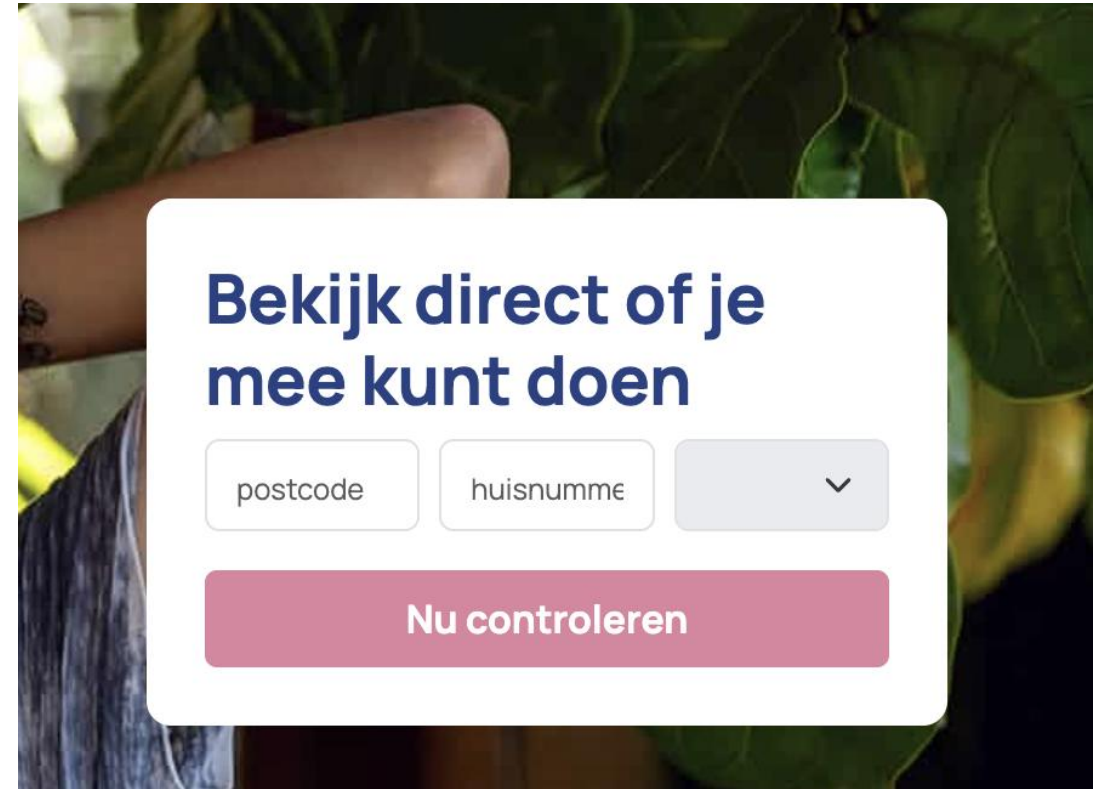 Bekijk direct of je
mee kunt doen
postcode huisnumme
Nu controleren